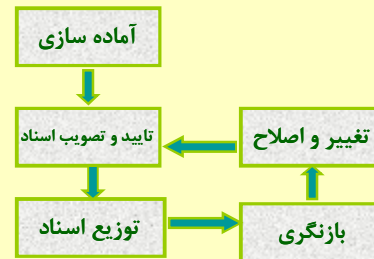 آماده سازی
تایید و تصویب اسناد
تغییر و اصلاح
توزیع اسناد
بازنگری